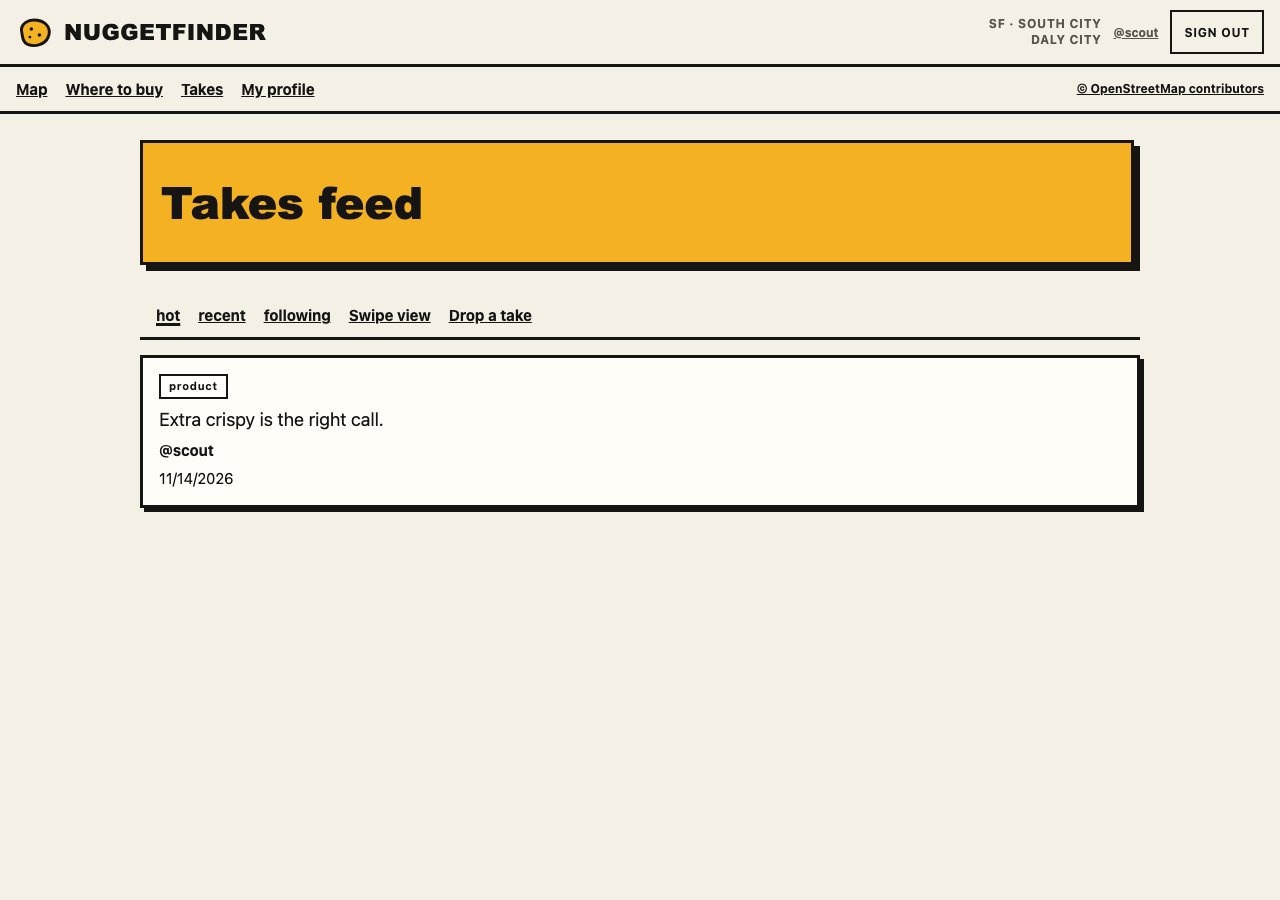 NUGGETFINDER
SF · SOUTH CITY
DALY CITY
@scout
SIGN OUT
Map
Where to buy
Takes
My profile
© OpenStreetMap contributors
Takes feed
hot
recent
following
Swipe view
Drop a take
product
Extra crispy is the right call.
@scout
11/14/2026